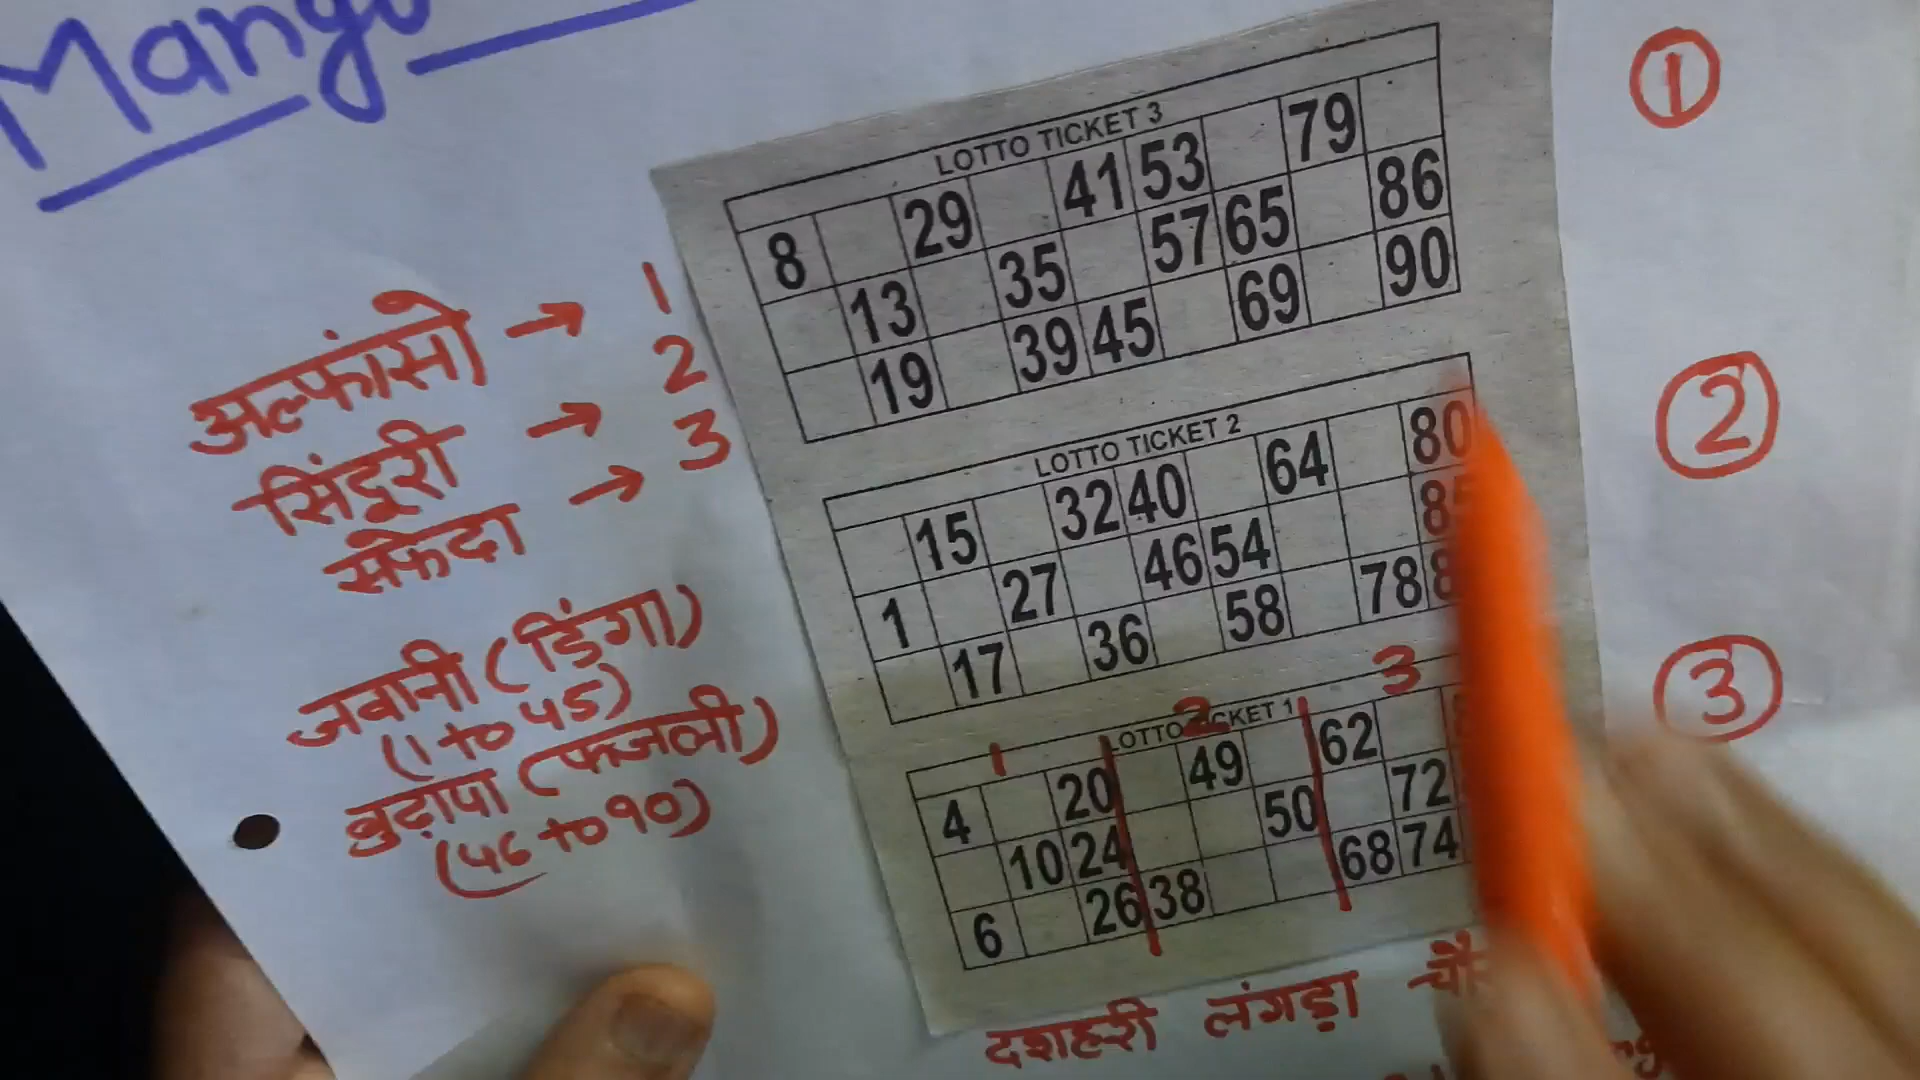 ①
LOTTO TICKET 3
8 29 41 53 79
13 35 57 65 86
19 39 45 69 90
अल्फांसो → 1
सिंदूरी → 2
सफेदा → 3
②
LOTTO TICKET 2
15 32 40 64 80
1 27 46 54
17 36 58 78
जवानी (डिंगा)
(1 to 45)
बुढ़ापा (फजली)
(46 to 90)
③
1 2 3
LOTTO TICKET 1
4 20 49 62
10 24 50 72
6 26 38 68 74
दशहरी लंगड़ा